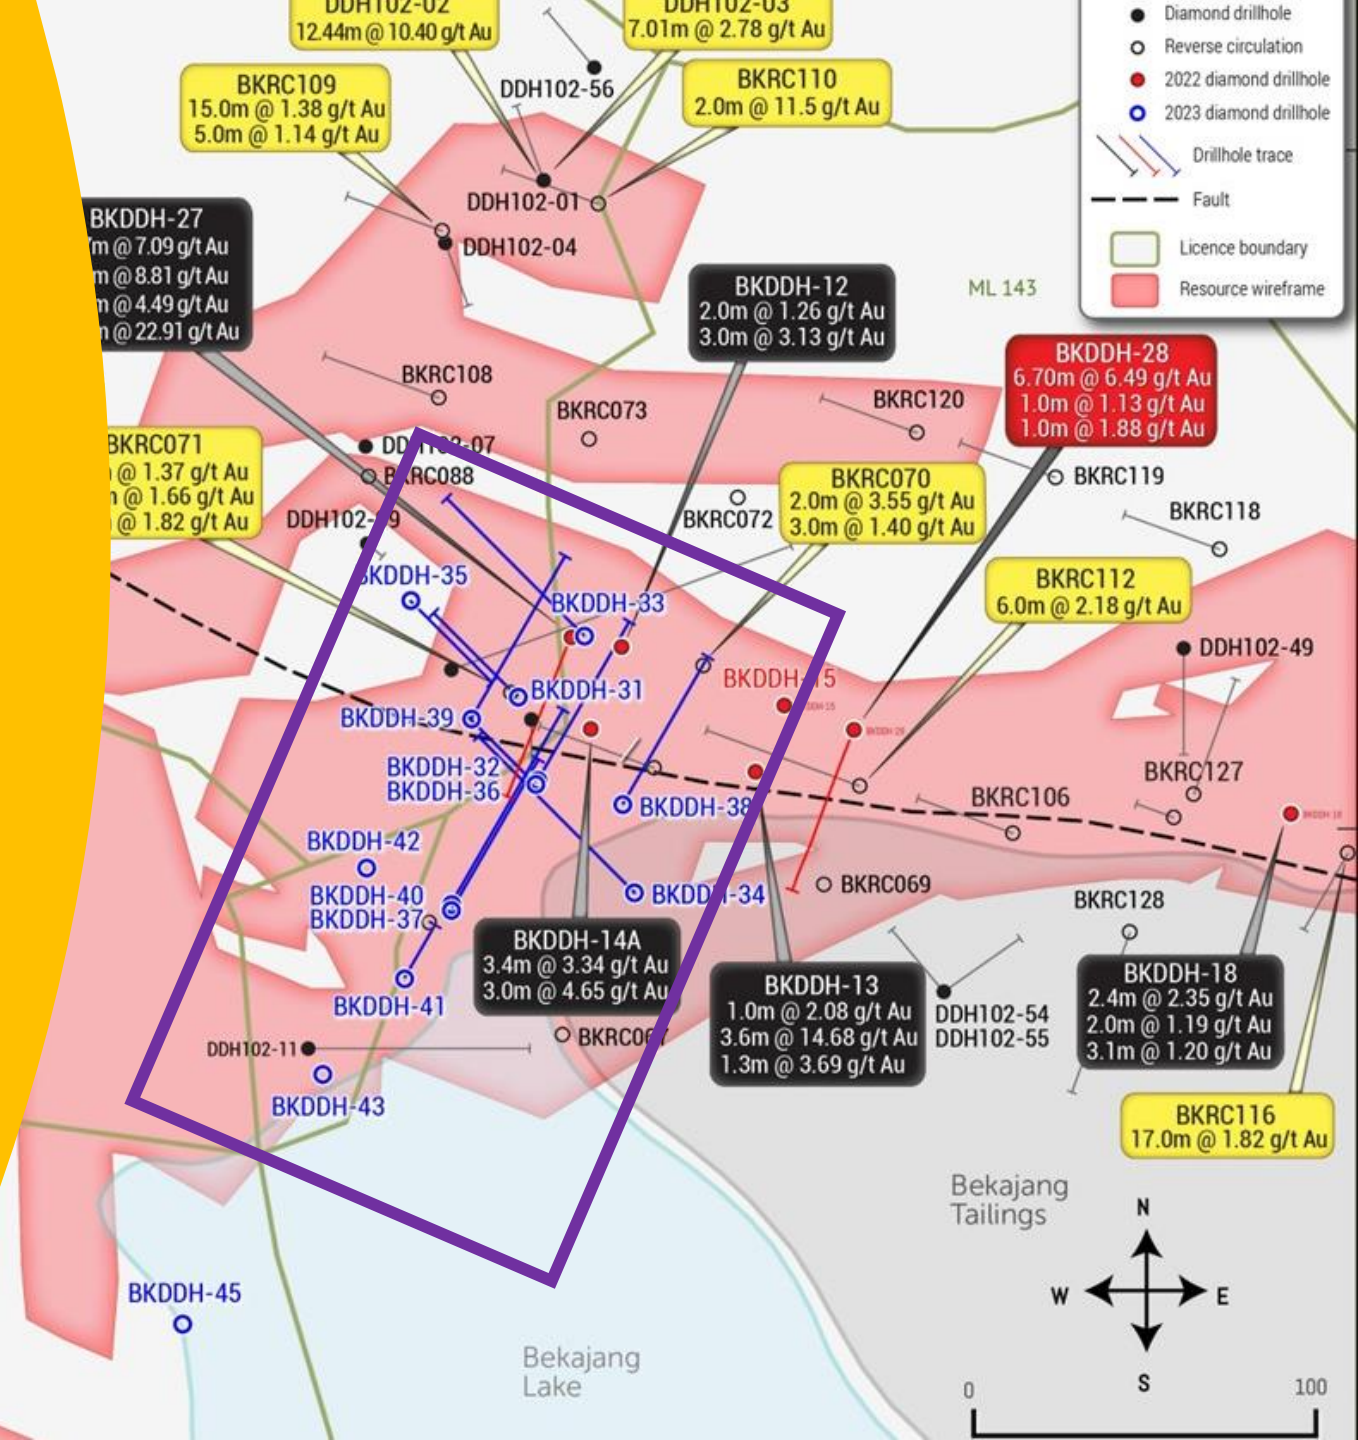 DDH102-02
12.44m @ 10.40 g/t Au
DDH102-03
7.01m @ 2.78 g/t Au
Diamond drillhole
Reverse circulation
2022 diamond drillhole
2023 diamond drillhole
Drillhole trace
Fault
Licence boundary
Resource wireframe
DDH102-56
BKRC109
15.0m @ 1.38 g/t Au
5.0m @ 1.14 g/t Au
BKRC110
2.0m @ 11.5 g/t Au
DDH102-01
DDH102-04
BKDDH-27
m @ 7.09 g/t Au
m @ 8.81 g/t Au
m @ 4.49 g/t Au
m @ 22.91 g/t Au
BKDDH-12
2.0m @ 1.26 g/t Au
3.0m @ 3.13 g/t Au
ML 143
BKDDH-28
6.70m @ 6.49 g/t Au
1.0m @ 1.13 g/t Au
1.0m @ 1.88 g/t Au
BKRC108
BKRC073
BKRC120
BKRC071
@ 1.37 g/t Au
@ 1.66 g/t Au
@ 1.82 g/t Au
DDH102-07
BKRC088
BKRC119
BKRC070
2.0m @ 3.55 g/t Au
3.0m @ 1.40 g/t Au
BKRC072
BKRC118
BKDDH-35
BKRC112
6.0m @ 2.18 g/t Au
BKDDH-33
DDH102-49
BKDDH-31
BKDDH-15
BKDDH-39
BKDDH-32
BKDDH-36
BKRC127
BKRC106
BKDDH-38
BKDDH-42
BKDDH-34
BKRC069
BKDDH-40
BKDDH-37
BKRC128
BKDDH-14A
3.4m @ 3.34 g/t Au
3.0m @ 4.65 g/t Au
BKDDH-13
1.0m @ 2.08 g/t Au
3.6m @ 14.68 g/t Au
1.3m @ 3.69 g/t Au
BKDDH-18
2.4m @ 2.35 g/t Au
2.0m @ 1.19 g/t Au
3.1m @ 1.20 g/t Au
BKDDH-41
DDH102-54
DDH102-55
DDH102-11
BKDDH-43
BKRC116
17.0m @ 1.82 g/t Au
Bekajang
Tailings
N
W
E
S
BKDDH-45
Bekajang
Lake
0
100